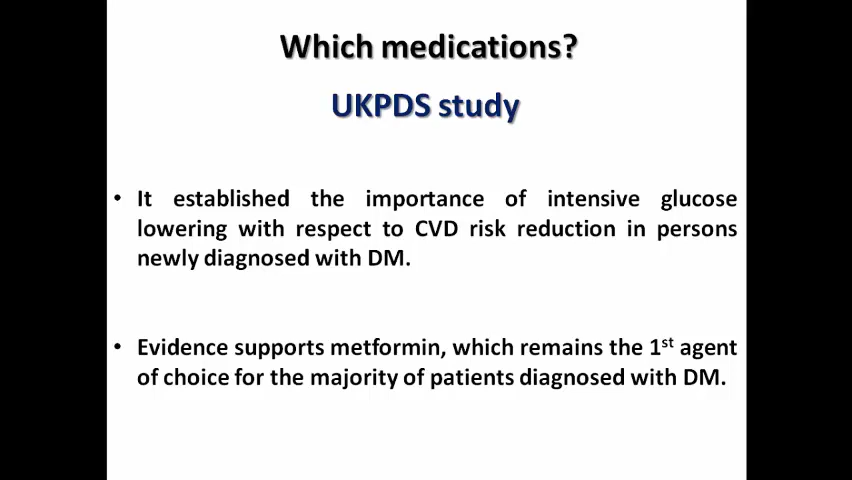 Which medications?
UKPDS study
• It established the importance of intensive glucose
lowering with respect to CVD risk reduction in persons
newly diagnosed with DM.
• Evidence supports metformin, which remains the 1st agent
of choice for the majority of patients diagnosed with DM.